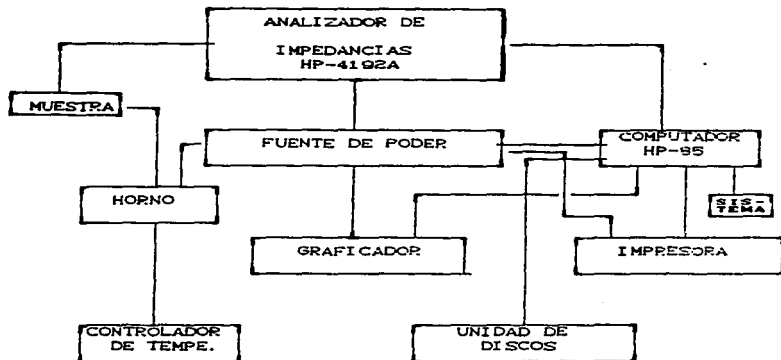 ANALIZADOR DE
IMPEDANCIAS
HP-4192A
MUESTRA
FUENTE DE PODER
COMPUTADOR
HP-85
HORNO
SIS-
TEMA
GRAFICADOR
IMPRESORA
CONTROLADOR
DE TEMPE.
UNIDAD DE
DISCOS